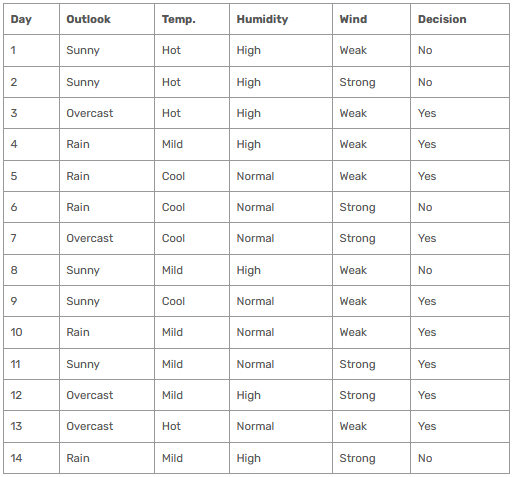 Day Outlook Temp. Humidity Wind Decision
1 Sunny Hot High Weak No
2 Sunny Hot High Strong No
3 Overcast Hot High Weak Yes
4 Rain Mild High Weak Yes
5 Rain Cool Normal Weak Yes
6 Rain Cool Normal Strong No
7 Overcast Cool Normal Strong Yes
8 Sunny Mild High Weak No
9 Sunny Cool Normal Weak Yes
10 Rain Mild Normal Weak Yes
11 Sunny Mild Normal Strong Yes
12 Overcast Mild High Strong Yes
13 Overcast Hot Normal Weak Yes
14 Rain Mild High Strong No